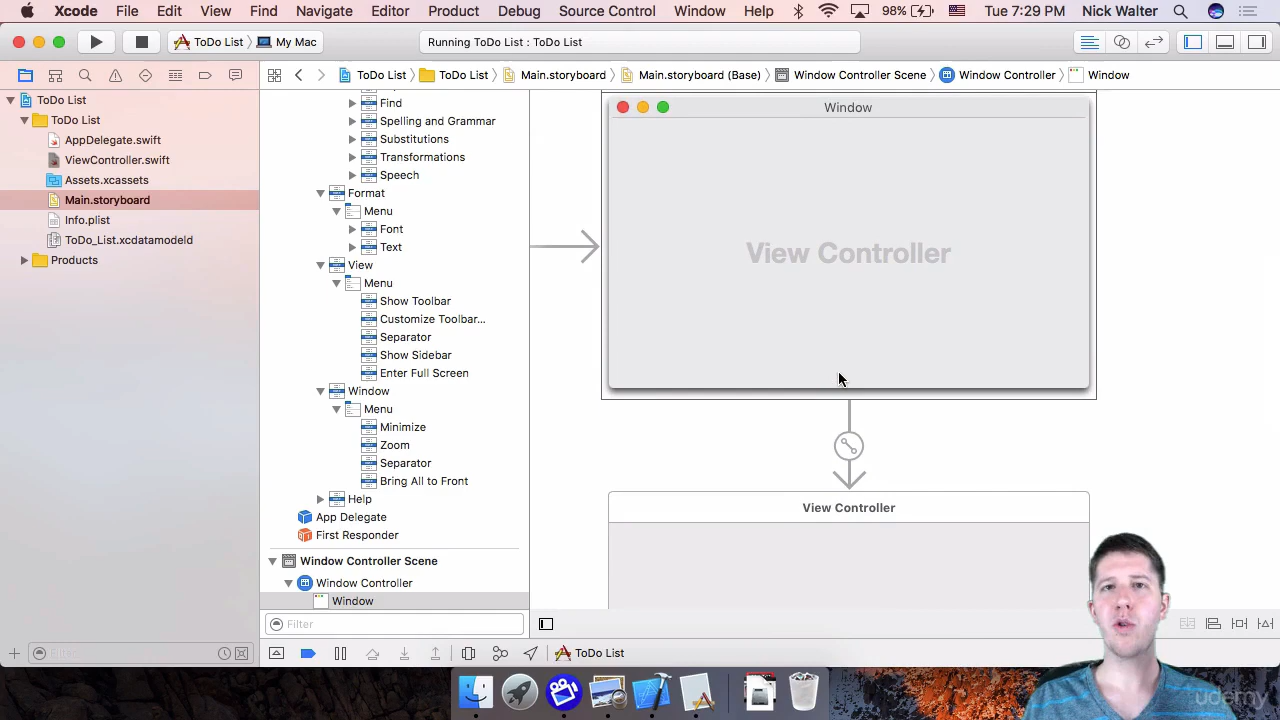 Xcode File Edit View Find Navigate Editor Product Debug Source Control Window Help 98% Tue 7:29 PM Nick Walter
ToDo List My Mac Running ToDo List : ToDo List
ToDo List ToDo List Main.storyboard Main.storyboard (Base) Window Controller Scene Window Controller Window
ToDo List
ToDo List
AppDelegate.swift
ViewController.swift
Assets.xcassets
Main.storyboard
Info.plist
ToDo_List.xcdatamodeld
Products
Find
Spelling and Grammar
Substitutions
Transformations
Speech
Format
Menu
Font
Text
View
Menu
Show Toolbar
Customize Toolbar...
Separator
Show Sidebar
Enter Full Screen
Window
Menu
Minimize
Zoom
Separator
Bring All to Front
Help
App Delegate
First Responder
Window Controller Scene
Window Controller
Window
Filter
Window
View Controller
View Controller
Filter
ToDo List
udemy